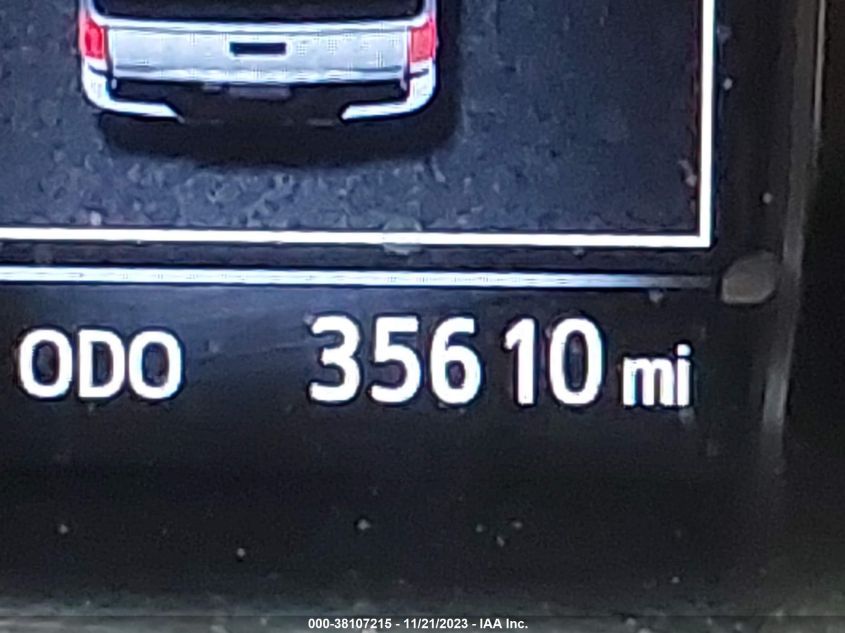 ODO 35610 mi
000-38107215 - 11/21/2023 - IAA Inc.